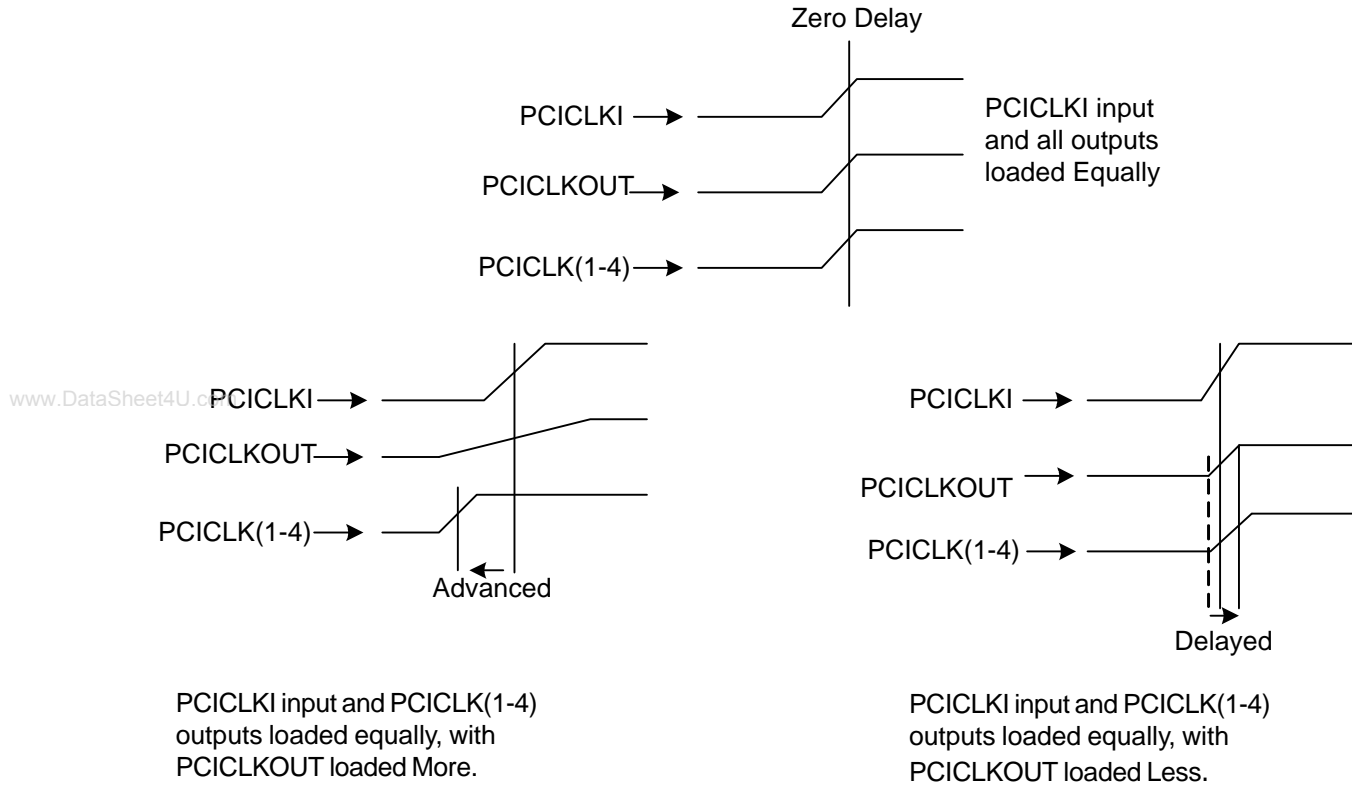 Zero Delay
PCICLKI
PCICLKOUT
PCICLK(1-4)
PCICLKI input
and all outputs
loaded Equally
www.DataSheet4U.com
PCICLKI
PCICLKOUT
PCICLK(1-4)
Advanced
PCICLKI input and PCICLK(1-4)
outputs loaded equally, with
PCICLKOUT loaded More.
PCICLKI
PCICLKOUT
PCICLK(1-4)
Delayed
PCICLKI input and PCICLK(1-4)
outputs loaded equally, with
PCICLKOUT loaded Less.